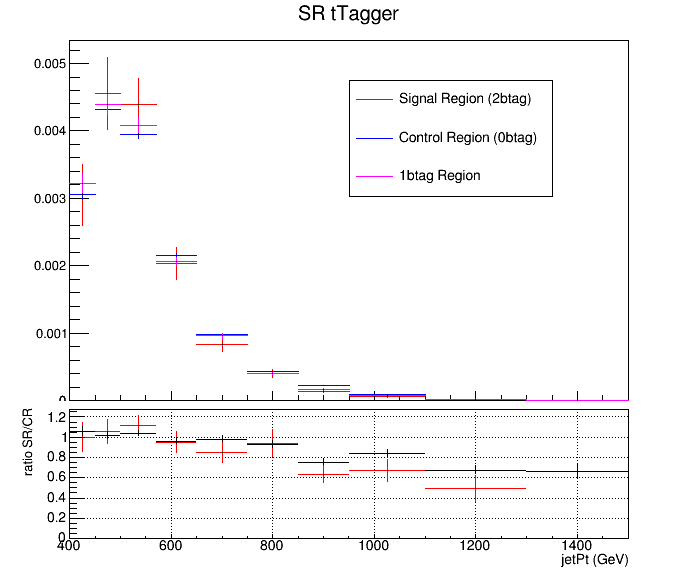 SR tTagger
0.005
0.004
0.003
0.002
0.001
0
Signal Region (2btag)
Control Region (0btag)
1btag Region
ratio SR/CR
1.2
1
0.8
0.6
0.4
0.2
0
400 600 800 1000 1200 1400
jetPt (GeV)